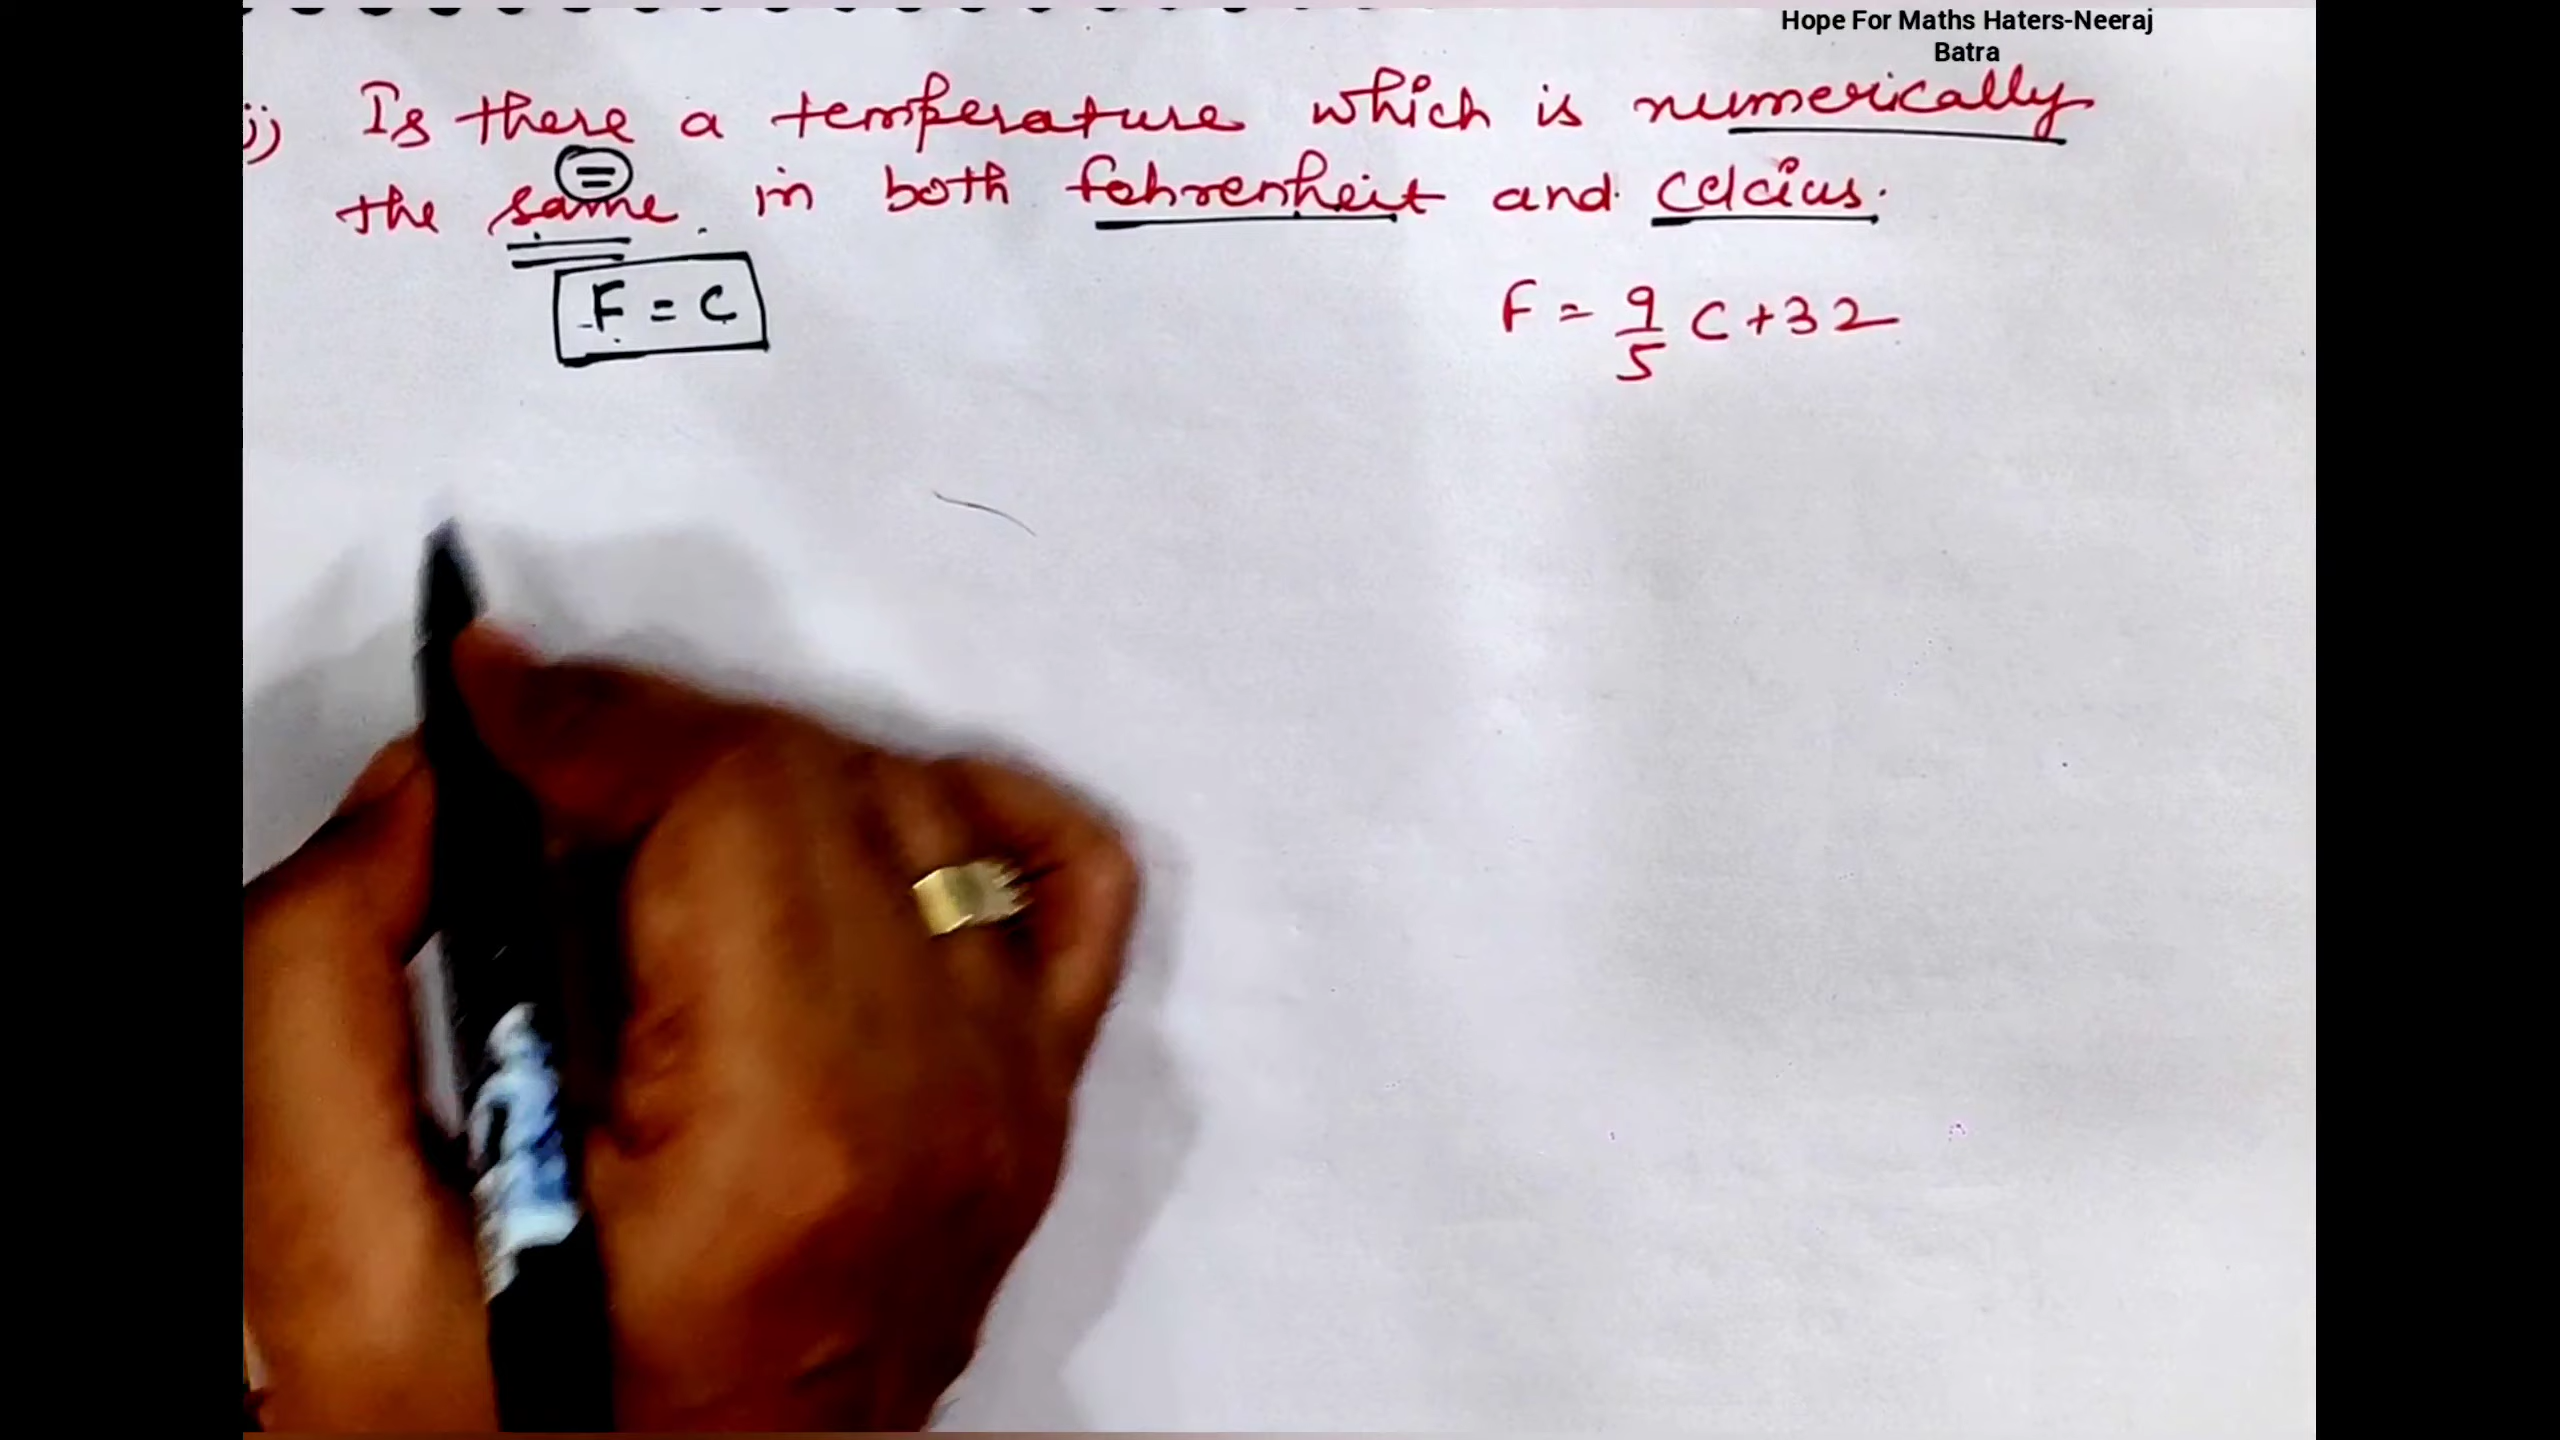 Hope For Maths Haters-Neeraj
Batra
ij) Is there a temperature which is numerically
=
the same in both fahrenheit and Celcius.
F = C
F = 9/5 C + 32